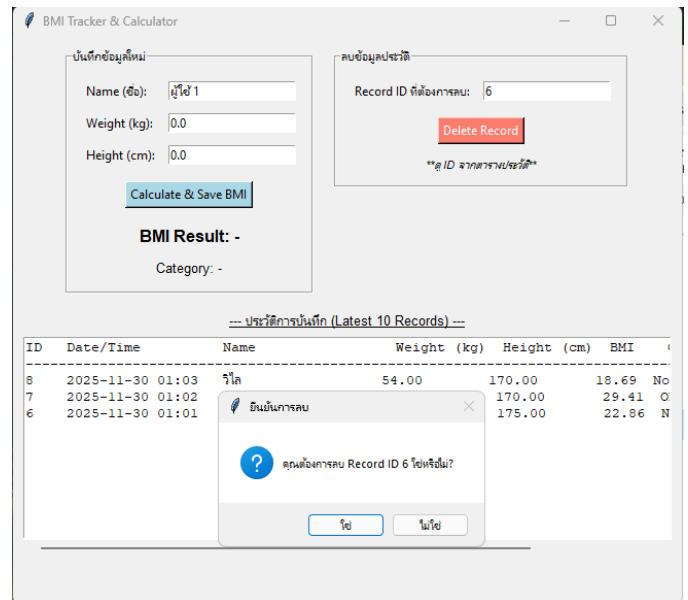 BMI Tracker & Calculator
บันทึกข้อมูลใหม่
Name (ชื่อ): ผู้ใช้ 1
Weight (kg): 0.0
Height (cm): 0.0
Calculate & Save BMI
BMI Result: -
Category: -
ลบข้อมูลประวัติ
Record ID ที่ต้องการลบ: 6
Delete Record
**ดู ID จากตารางประวัติ**
--- ประวัติการบันทึก (Latest 10 Records) ---
ID Date/Time Name Weight (kg) Height (cm) BMI
8 2025-11-30 01:03 วิไล 54.00 170.00 18.69 No
7 2025-11-30 01:02 170.00 29.41 O
6 2025-11-30 01:01 175.00 22.86 N
ยืนยันการลบ
คุณต้องการลบ Record ID 6 ใช่หรือไม่?
ใช่ ไม่ใช่